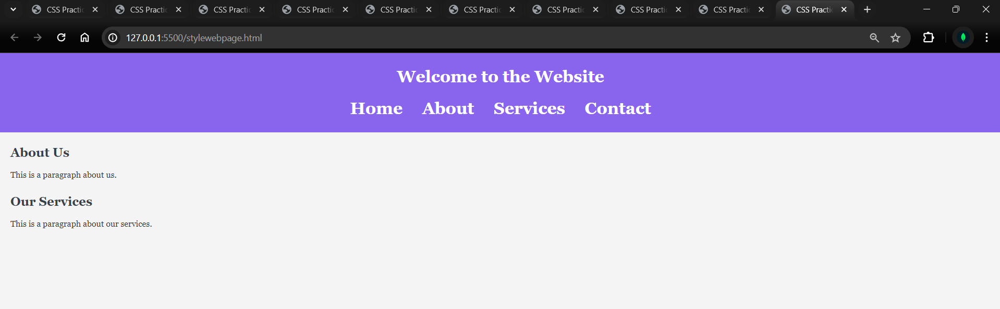 CSS Practic CSS Practic CSS Practic CSS Practic CSS Practic CSS Practic CSS Practic CSS Practic CSS Practic CSS Practic
127.0.0.1:5500/stylewebpage.html
Welcome to the Website
Home About Services Contact
About Us
This is a paragraph about us.
Our Services
This is a paragraph about our services.